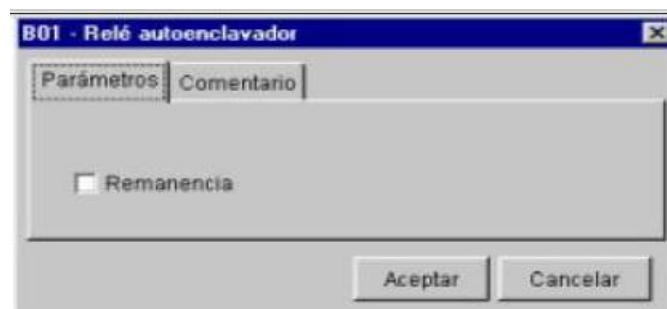 B01 - Relé autoenclavador
Parámetros Comentario
Remanencia
Aceptar Cancelar